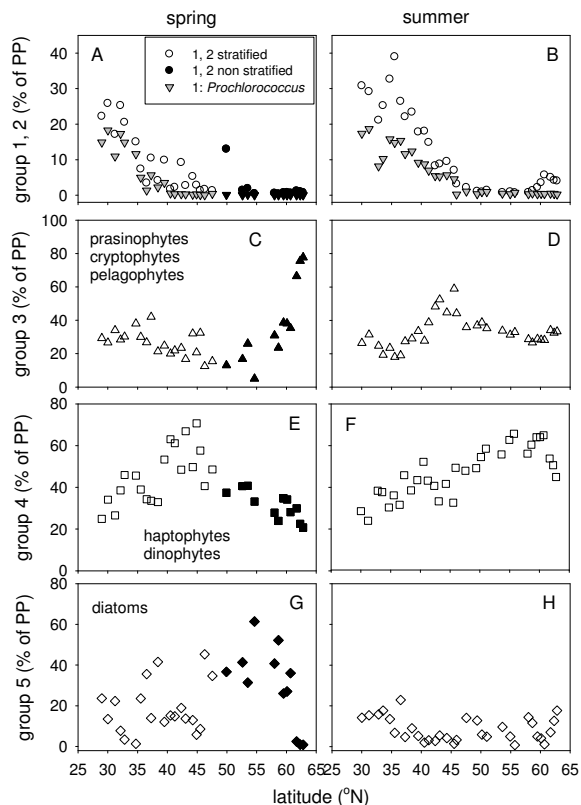 spring
summer
group 1, 2 (% of PP)
50
40
30
20
10
0
A
1, 2 stratified
1, 2 non stratified
1: Prochlorococcus
B
group 3 (% of PP)
100
80
60
40
20
0
prasinophytes
cryptophytes
pelagophytes
C
D
group 4 (% of PP)
80
60
40
20
0
E
haptophytes
dinophytes
F
group 5 (% of PP)
80
60
40
20
0
diatoms
G
H
25 30 35 40 45 50 55 60 65 25 30 35 40 45 50 55 60 65
latitude (°N)